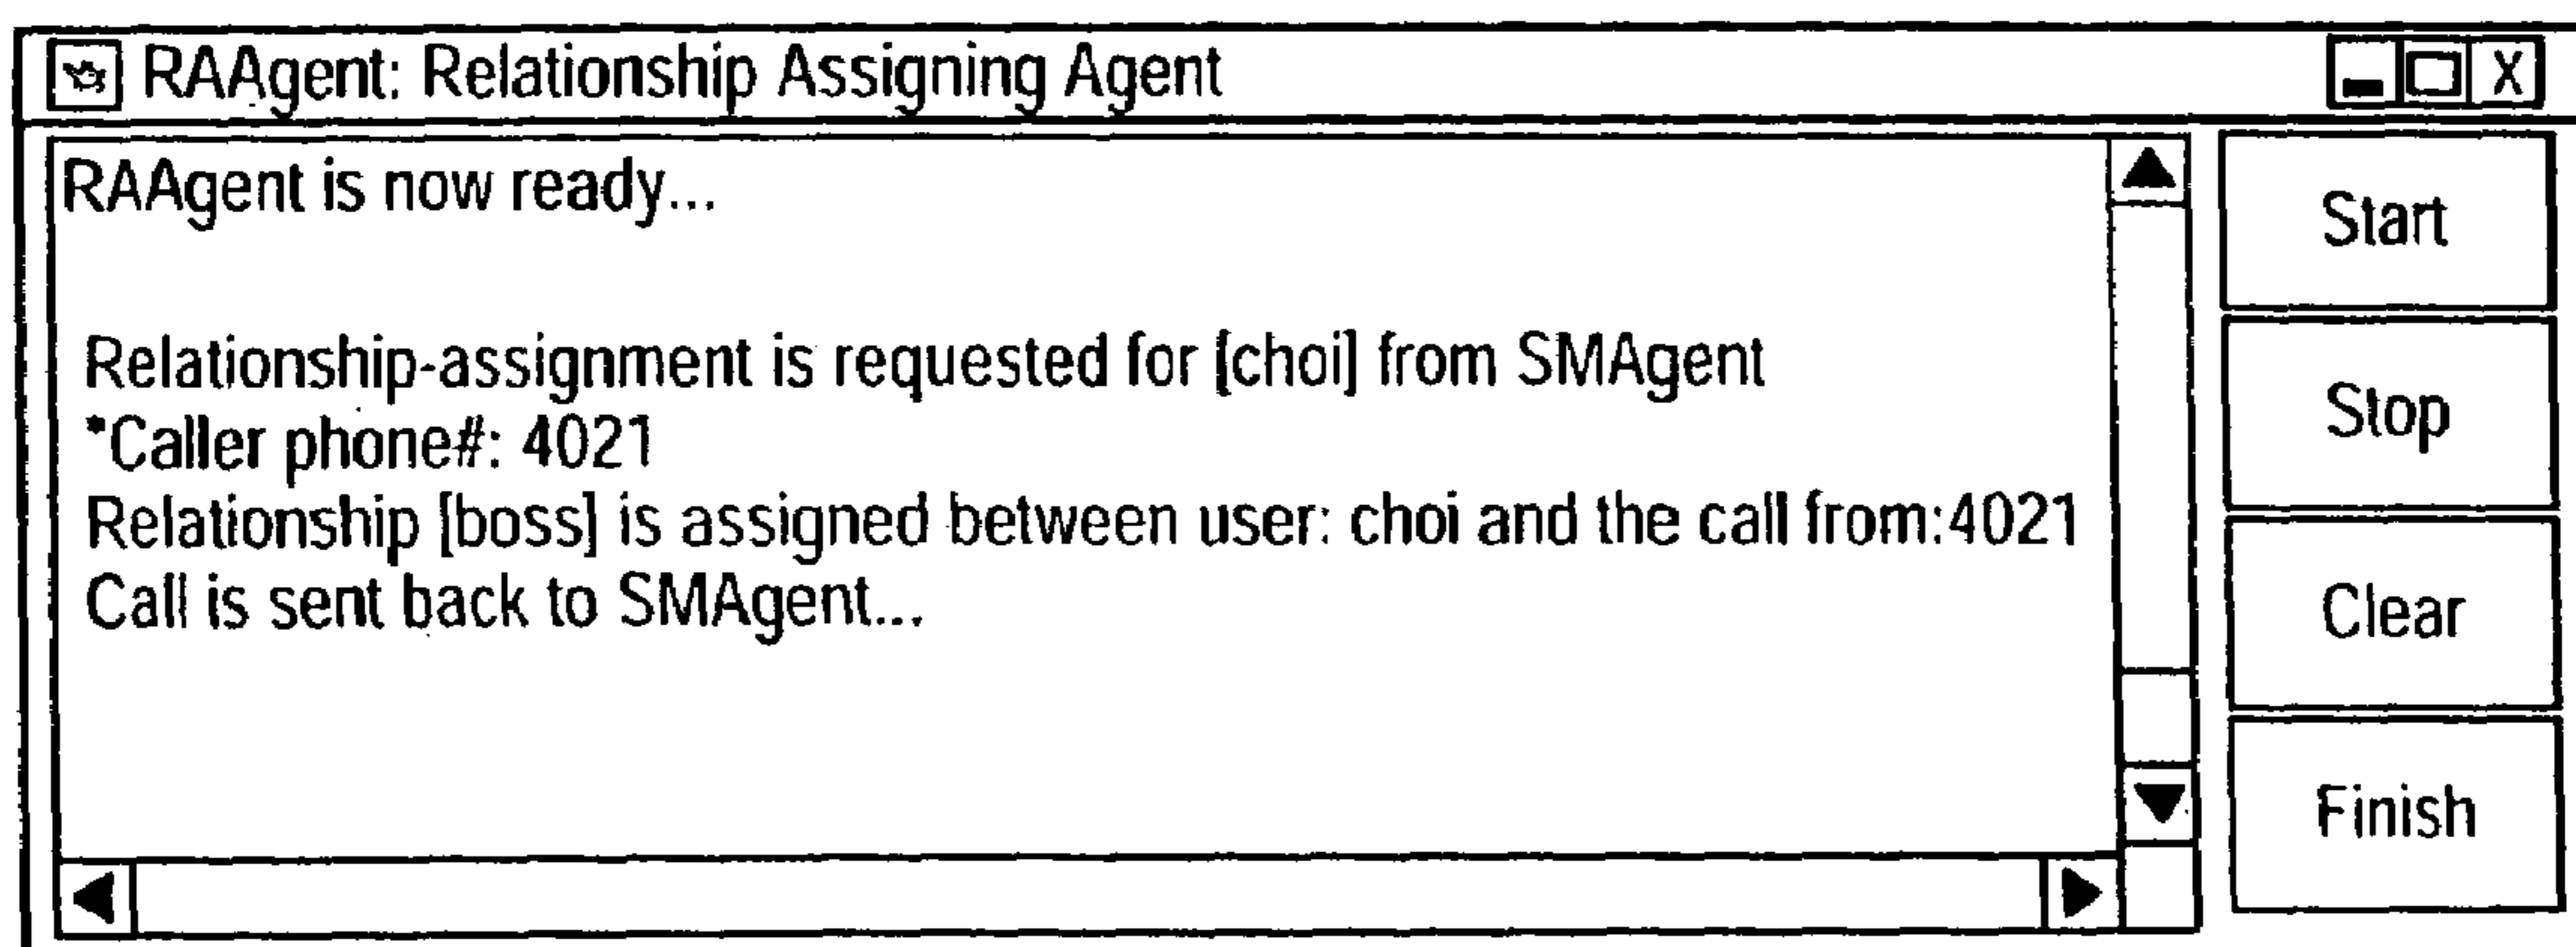 RAAgent: Relationship Assigning Agent
X
RAAgent is now ready...
Relationship-assignment is requested for [choi] from SMAgent
*Caller phone#: 4021
Relationship [boss] is assigned between user: choi and the call from:4021
Call is sent back to SMAgent...
Start
Stop
Clear
Finish